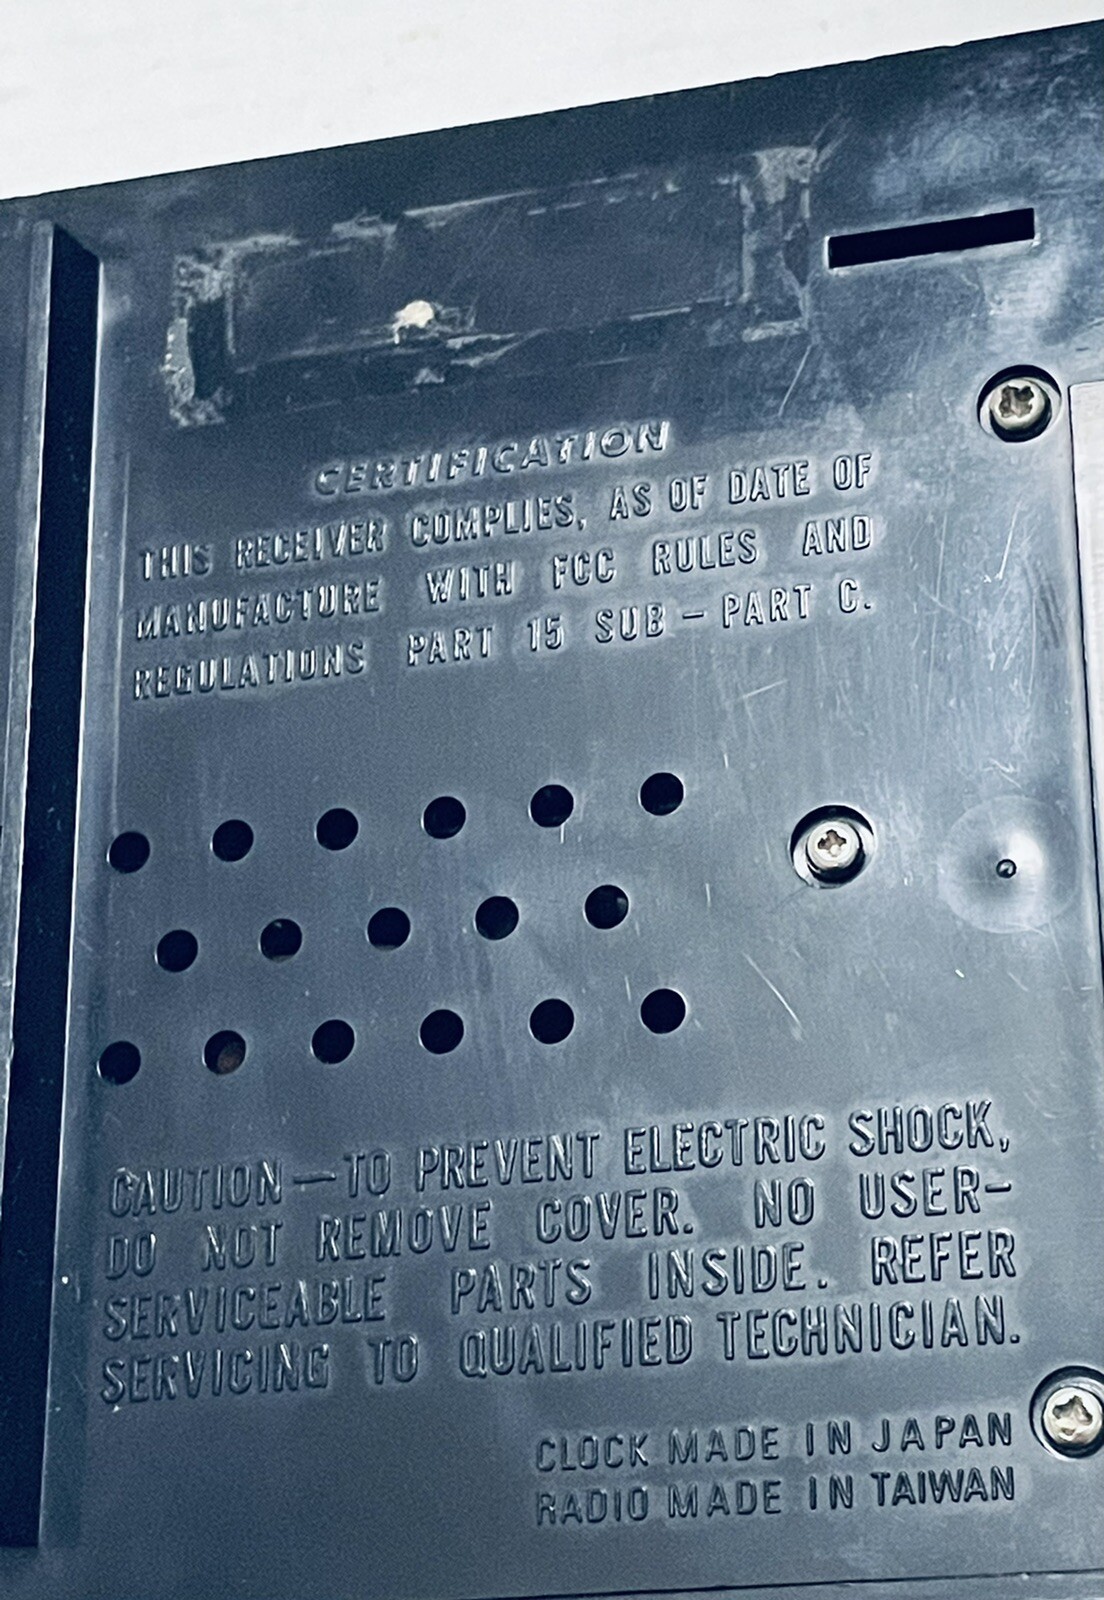 CERTIFICATION
THIS RECEIVER COMPLIES, AS OF DATE OF
MANUFACTURE WITH FCC RULES AND
REGULATIONS PART 15 SUB – PART C.
CAUTION—TO PREVENT ELECTRIC SHOCK,
DO NOT REMOVE COVER. NO USER-
SERVICEABLE PARTS INSIDE. REFER
SERVICING TO QUALIFIED TECHNICIAN.
CLOCK MADE IN JAPAN
RADIO MADE IN TAIWAN